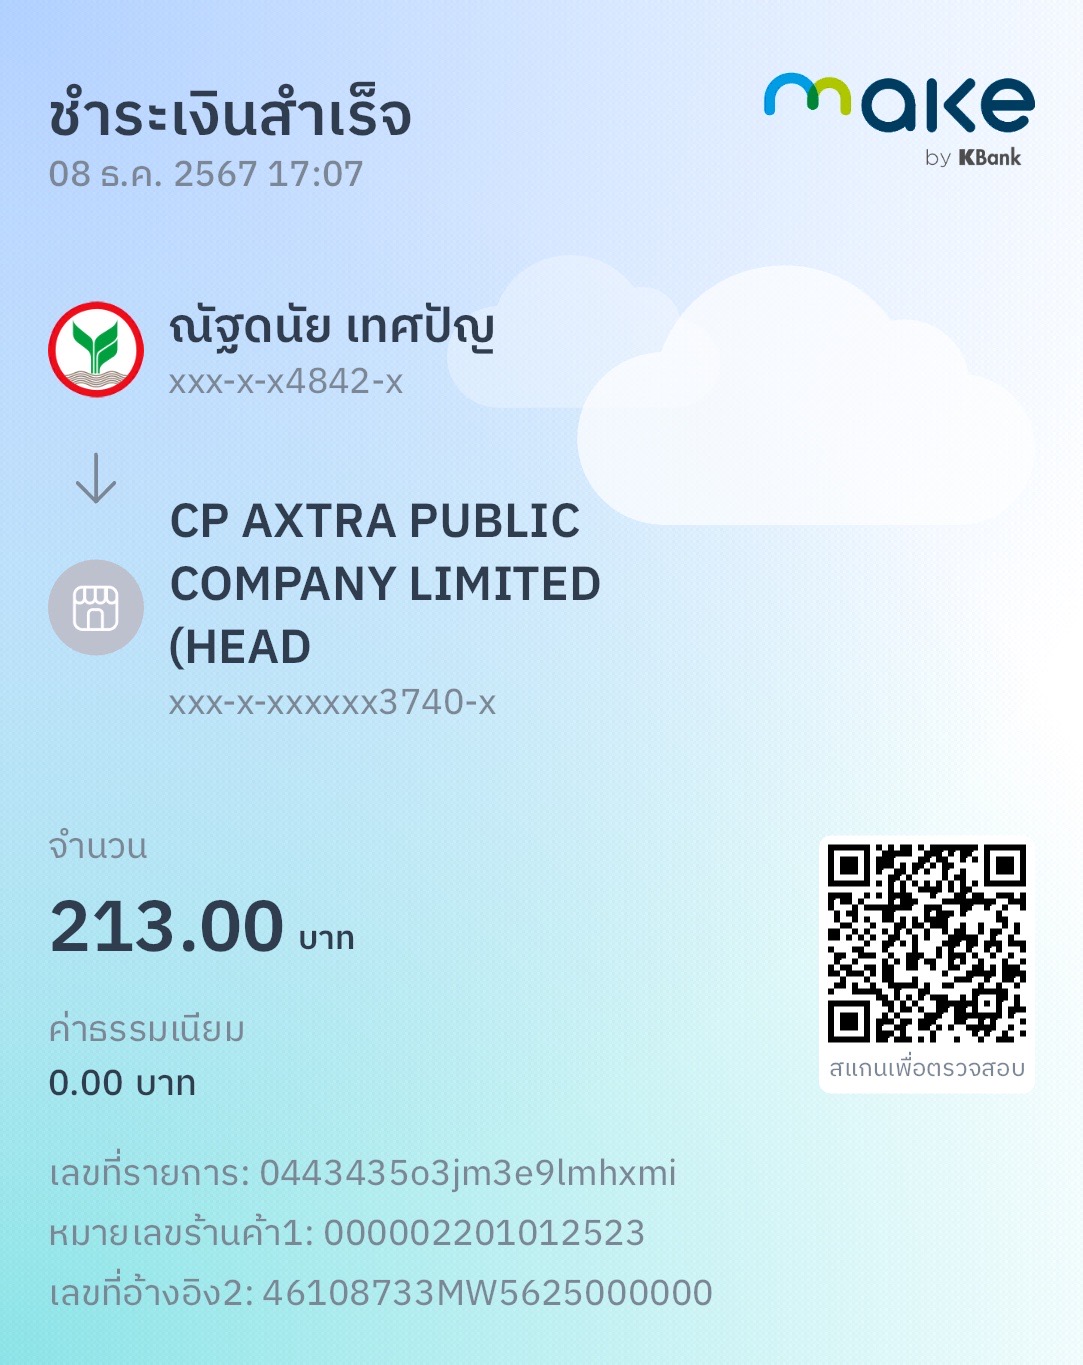 ชำระเงินสำเร็จ
08 ธ.ค. 2567 17:07
make
by KBank
ณัฐดนัย เทศปัญ
xxx-x-x4842-x
CP AXTRA PUBLIC
COMPANY LIMITED
(HEAD
xxx-x-xxxxxx3740-x
จำนวน
213.00 บาท
ค่าธรรมเนียม
0.00 บาท
สแกนเพื่อตรวจสอบ
เลขที่รายการ: 0443435o3jm3e9lmhxmi
หมายเลขร้านค้า1: 000002201012523
เลขที่อ้างอิง2: 46108733MW5625000000